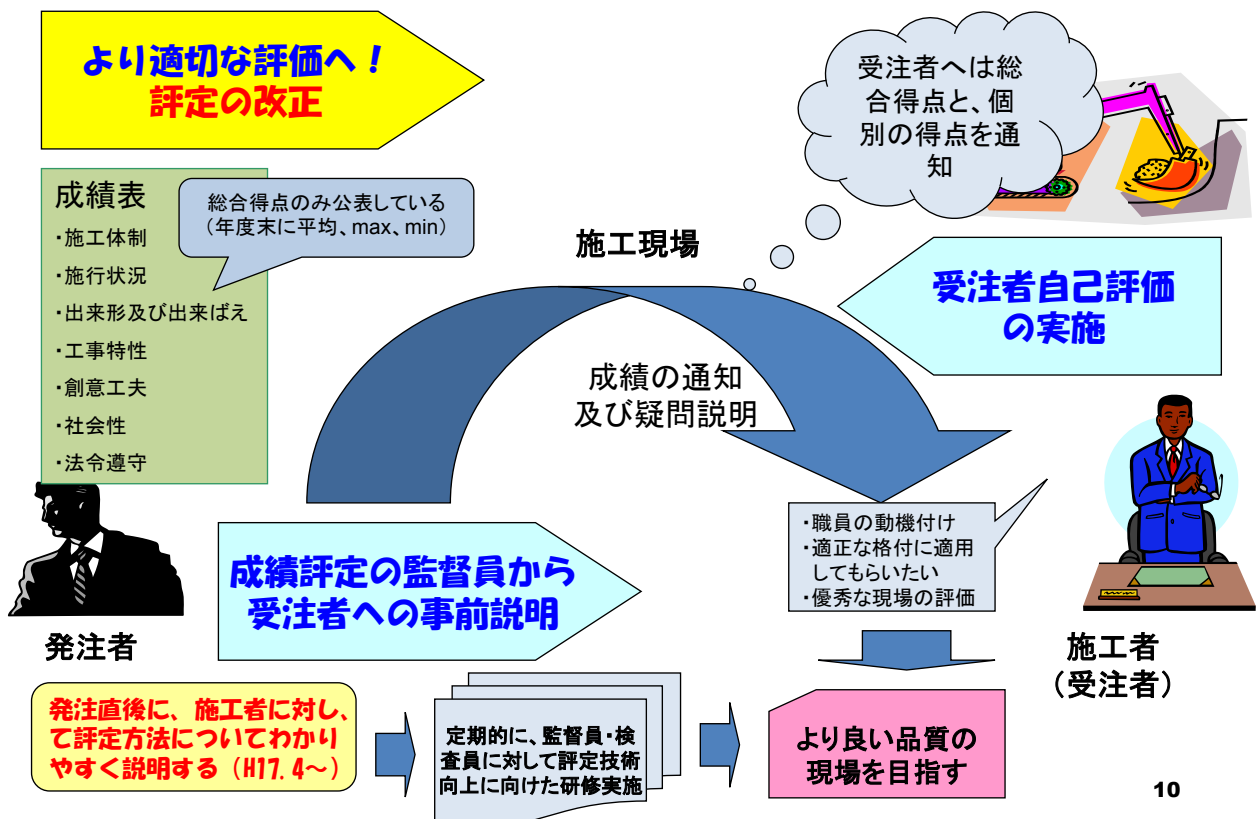 より適切な評価へ！
評定の改正
受注者へは総
合得点と、個
別の得点を通
知
成績表
・施工体制
・施行状況
・出来形及び出来ばえ
・工事特性
・創意工夫
・社会性
・法令遵守
総合得点のみ公表している
（年度末に平均、max、min）
施工現場
受注者自己評価
の実施
成績の通知
及び疑問説明
・職員の動機付け
・適正な格付に適用
してもらいたい
・優秀な現場の評価
成績評定の監督員から
受注者への事前説明
発注者
施工者
（受注者）
発注直後に、施工者に対し、
て評定方法についてわかり
やすく説明する（H17.4～）
定期的に、監督員・検
査員に対して評定技術
向上に向けた研修実施
より良い品質の
現場を目指す
10